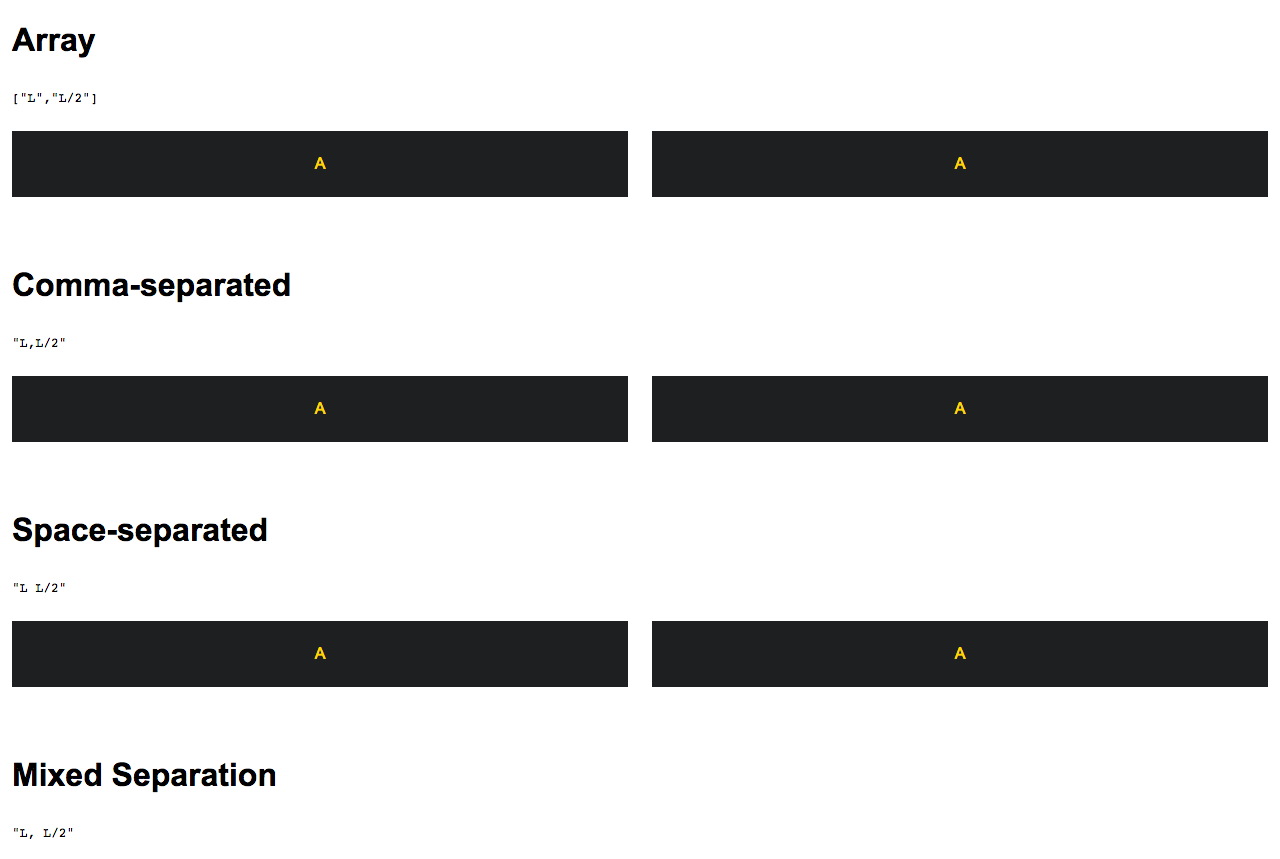 Array
["L","L/2"]
A A
Comma-separated
"L,L/2"
A A
Space-separated
"L L/2"
A A
Mixed Separation
"L, L/2"